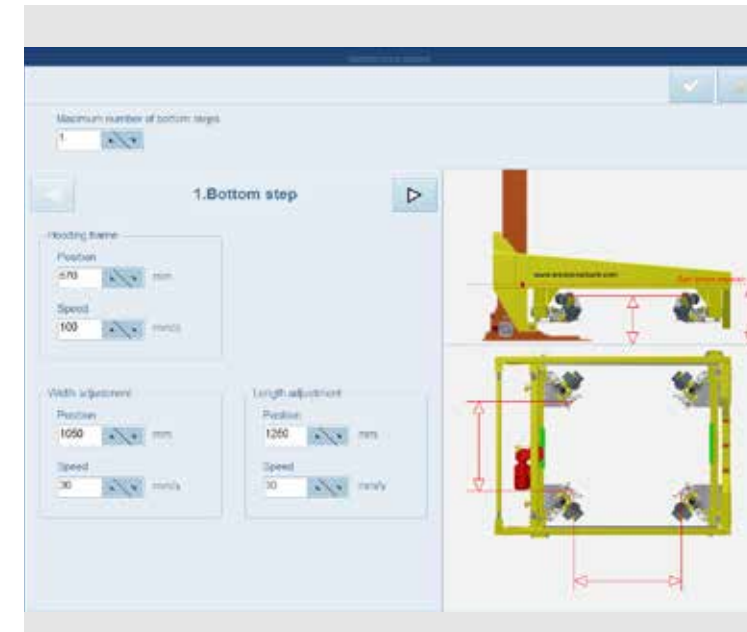 Maximum number of bottom steps
1
1.Bottom step
Hooding frame
Position
670 mm
Speed
100 mm/s
Width adjustment
Length adjustment
Position
Position
1050 mm
1260 mm
Speed
Speed
30 mm/s
30 mm/s